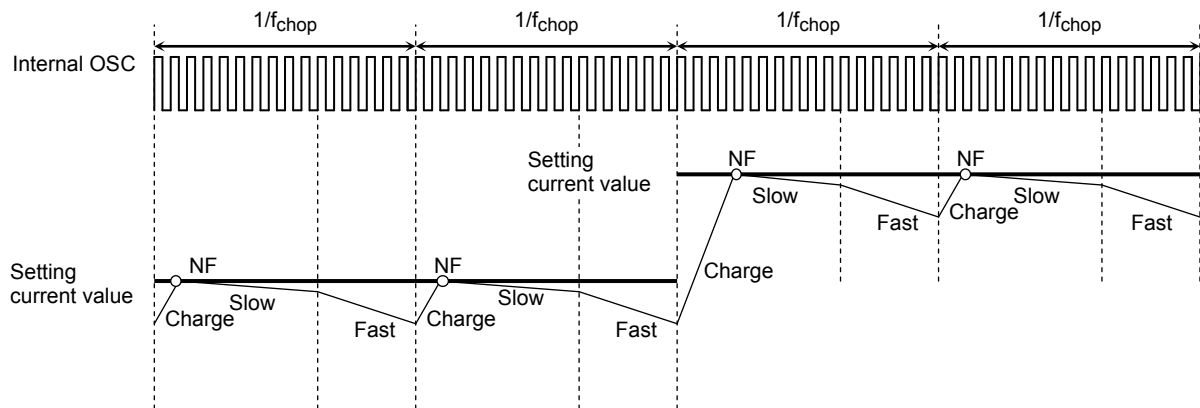 1/fchop 1/fchop 1/fchop 1/fchop
Internal OSC
Setting
current value
NF NF
Slow Slow
Fast Charge Fast
Charge
Setting
current value
NF NF
Slow Slow
Charge Fast Charge Fast